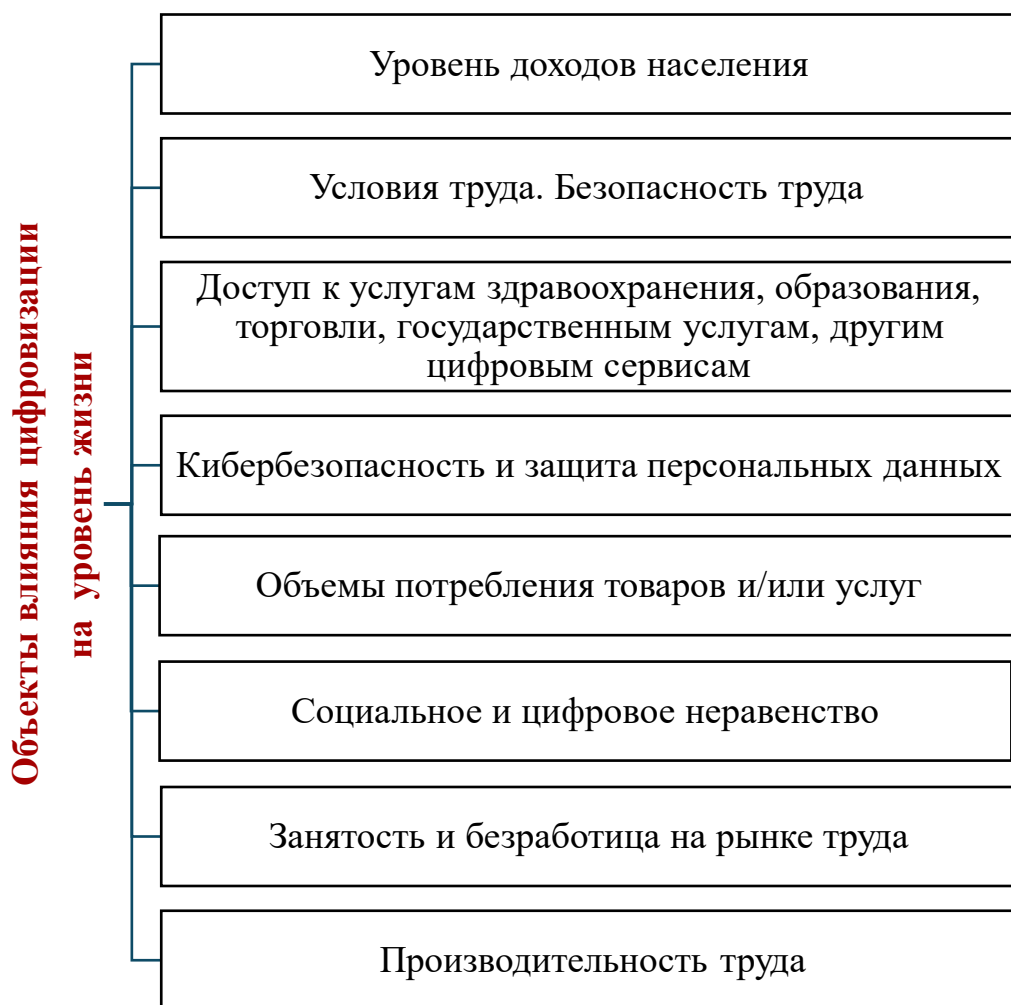 Объекты влияния цифровизации
на уровень жизни
Уровень доходов населения
Условия труда. Безопасность труда
Доступ к услугам здравоохранения, образования,
торговли, государственным услугам, другим
цифровым сервисам
Кибербезопасность и защита персональных данных
Объемы потребления товаров и/или услуг
Социальное и цифровое неравенство
Занятость и безработица на рынке труда
Производительность труда